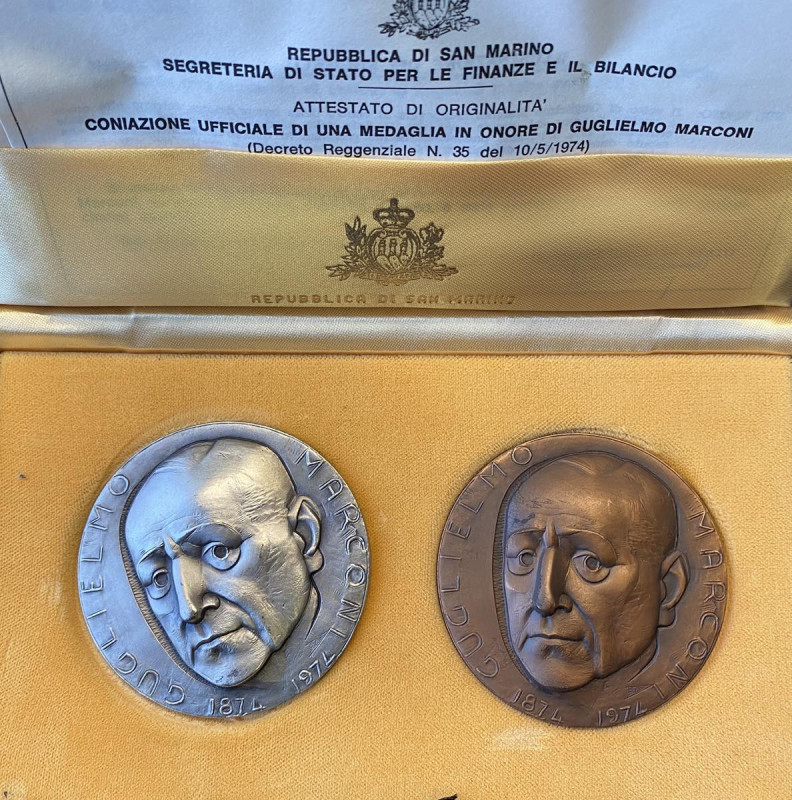 REPUBBLICA DI SAN MARINO
SEGRETERIA DI STATO PER LE FINANZE E IL BILANCIO
ATTESTATO DI ORIGINALITA'
CONIAZIONE UFFICIALE DI UNA MEDAGLIA IN ONORE DI GUGLIELMO MARCONI
(Decreto Reggenziale N. 35 del 10/5/1974)
REPUBBLICA DI SAN MARINO
GUGLIELMO MARCONI
1874 1974
GUGLIELMO MARCONI
1874 1974